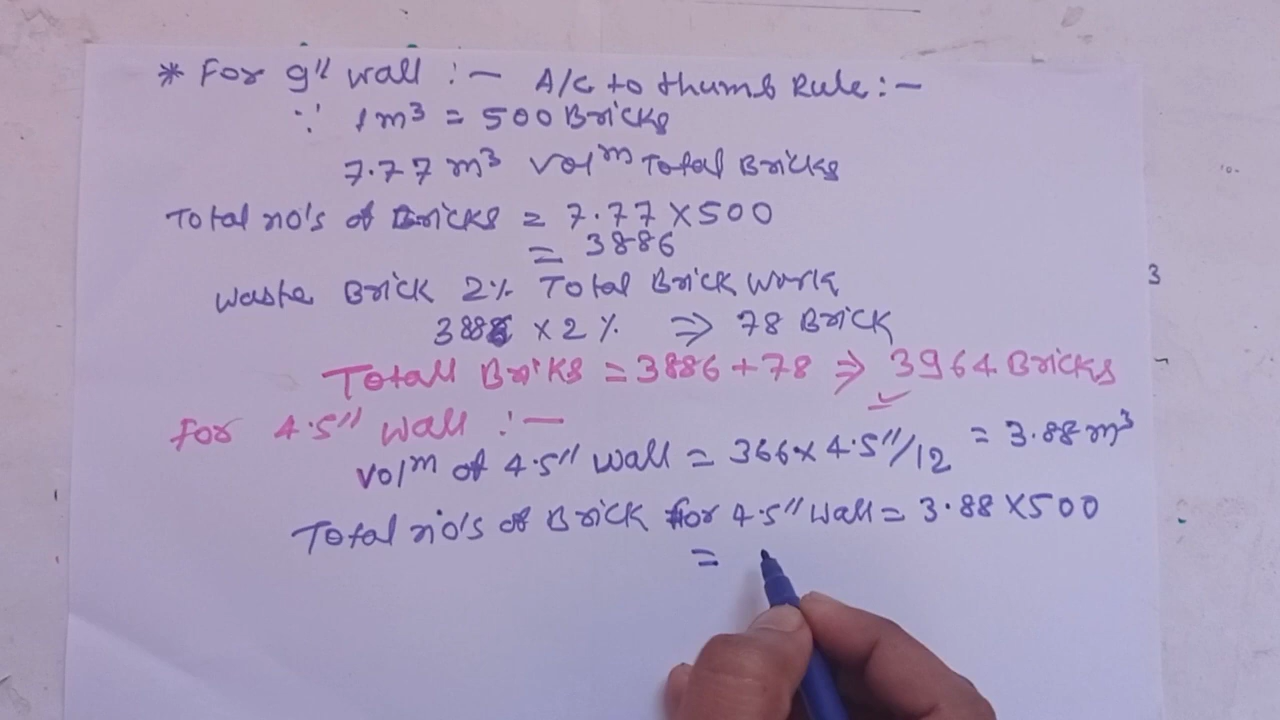 * For 9" wall :- A/C to thumb Rule :-
∵ 1m³ = 500 Bricks
7.77 m³ volᵐ Total Bricks
Total no's of Bricks = 7.77 X 500
= 3886
Waste Brick 2% Total Brick Work
3886 X 2% ⇒ 78 Brick
Totall Bricks = 3886 + 78 ⇒ 3964 Bricks
For 4.5" wall :-
Volᵐ of 4.5" wall = 366 x 4.5"/12 = 3.88 m³
Total no's of Brick for 4.5" wall = 3.88 X 500
=
3